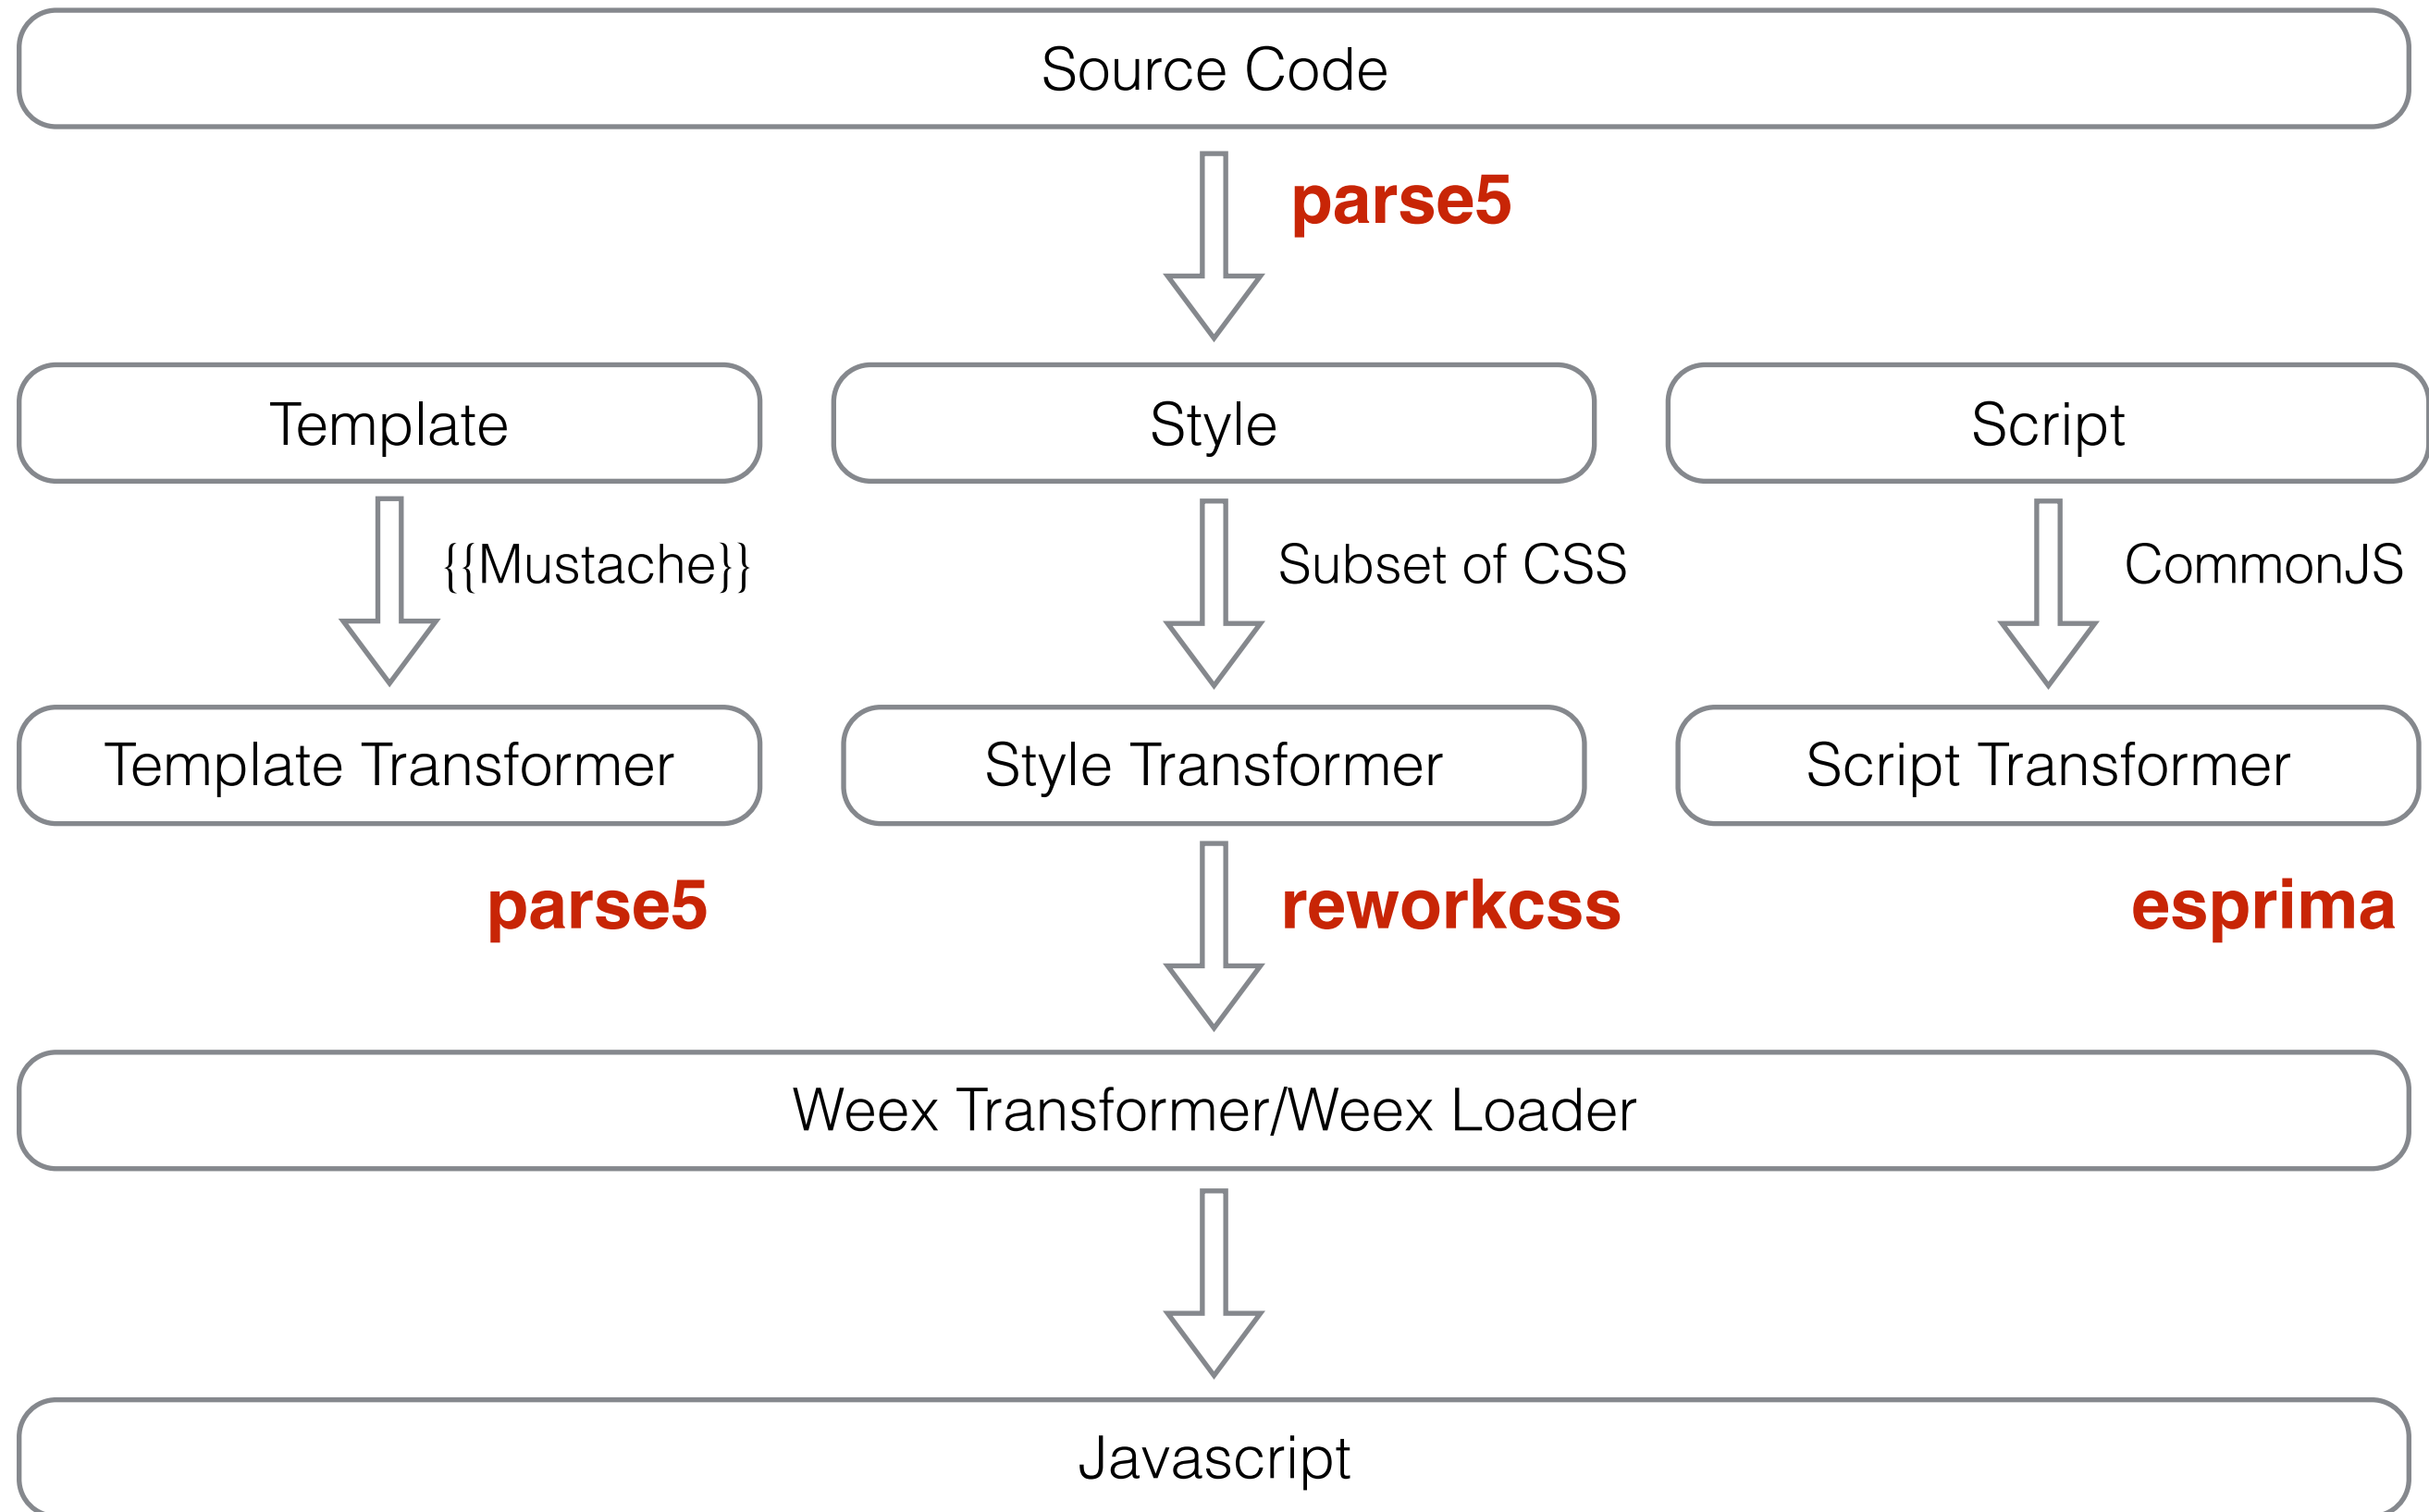 Source Code
parse5
Template
Style
Script
{{Mustache}}
Subset of CSS
CommonJS
Template Transformer
Style Transformer
Script Transformer
parse5
reworkcss
esprima
Weex Transformer/Weex Loader
Javascript